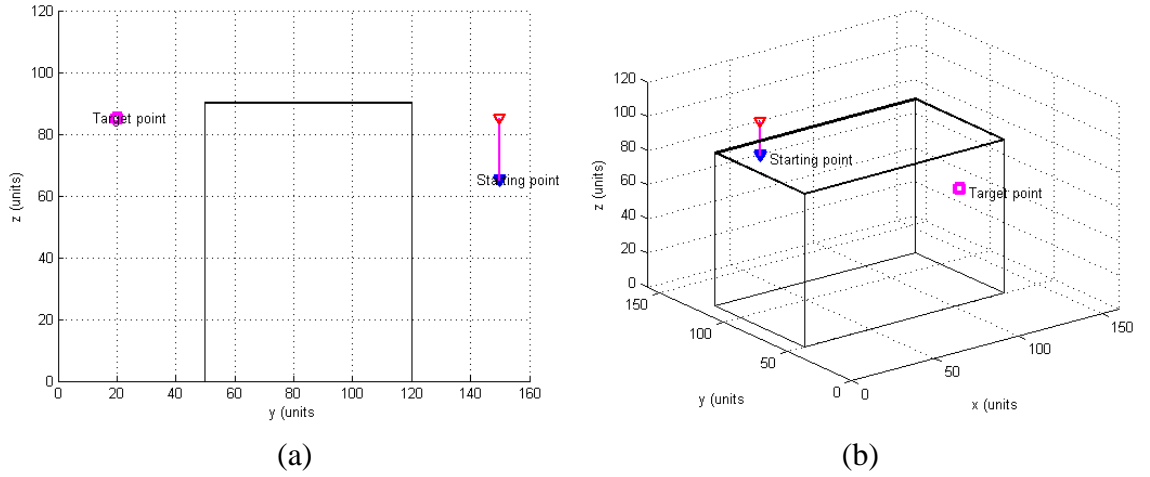 120
100
80
60
40
20
0
Target point
Starting point
z (units)
0 20 40 60 80 100 120 140 160
y (units
(a)
120
100
80
60
40
20
0
Starting point
Target point
z (units)
150
100
50
0
y (units
0
50
100
150
x (units
(b)